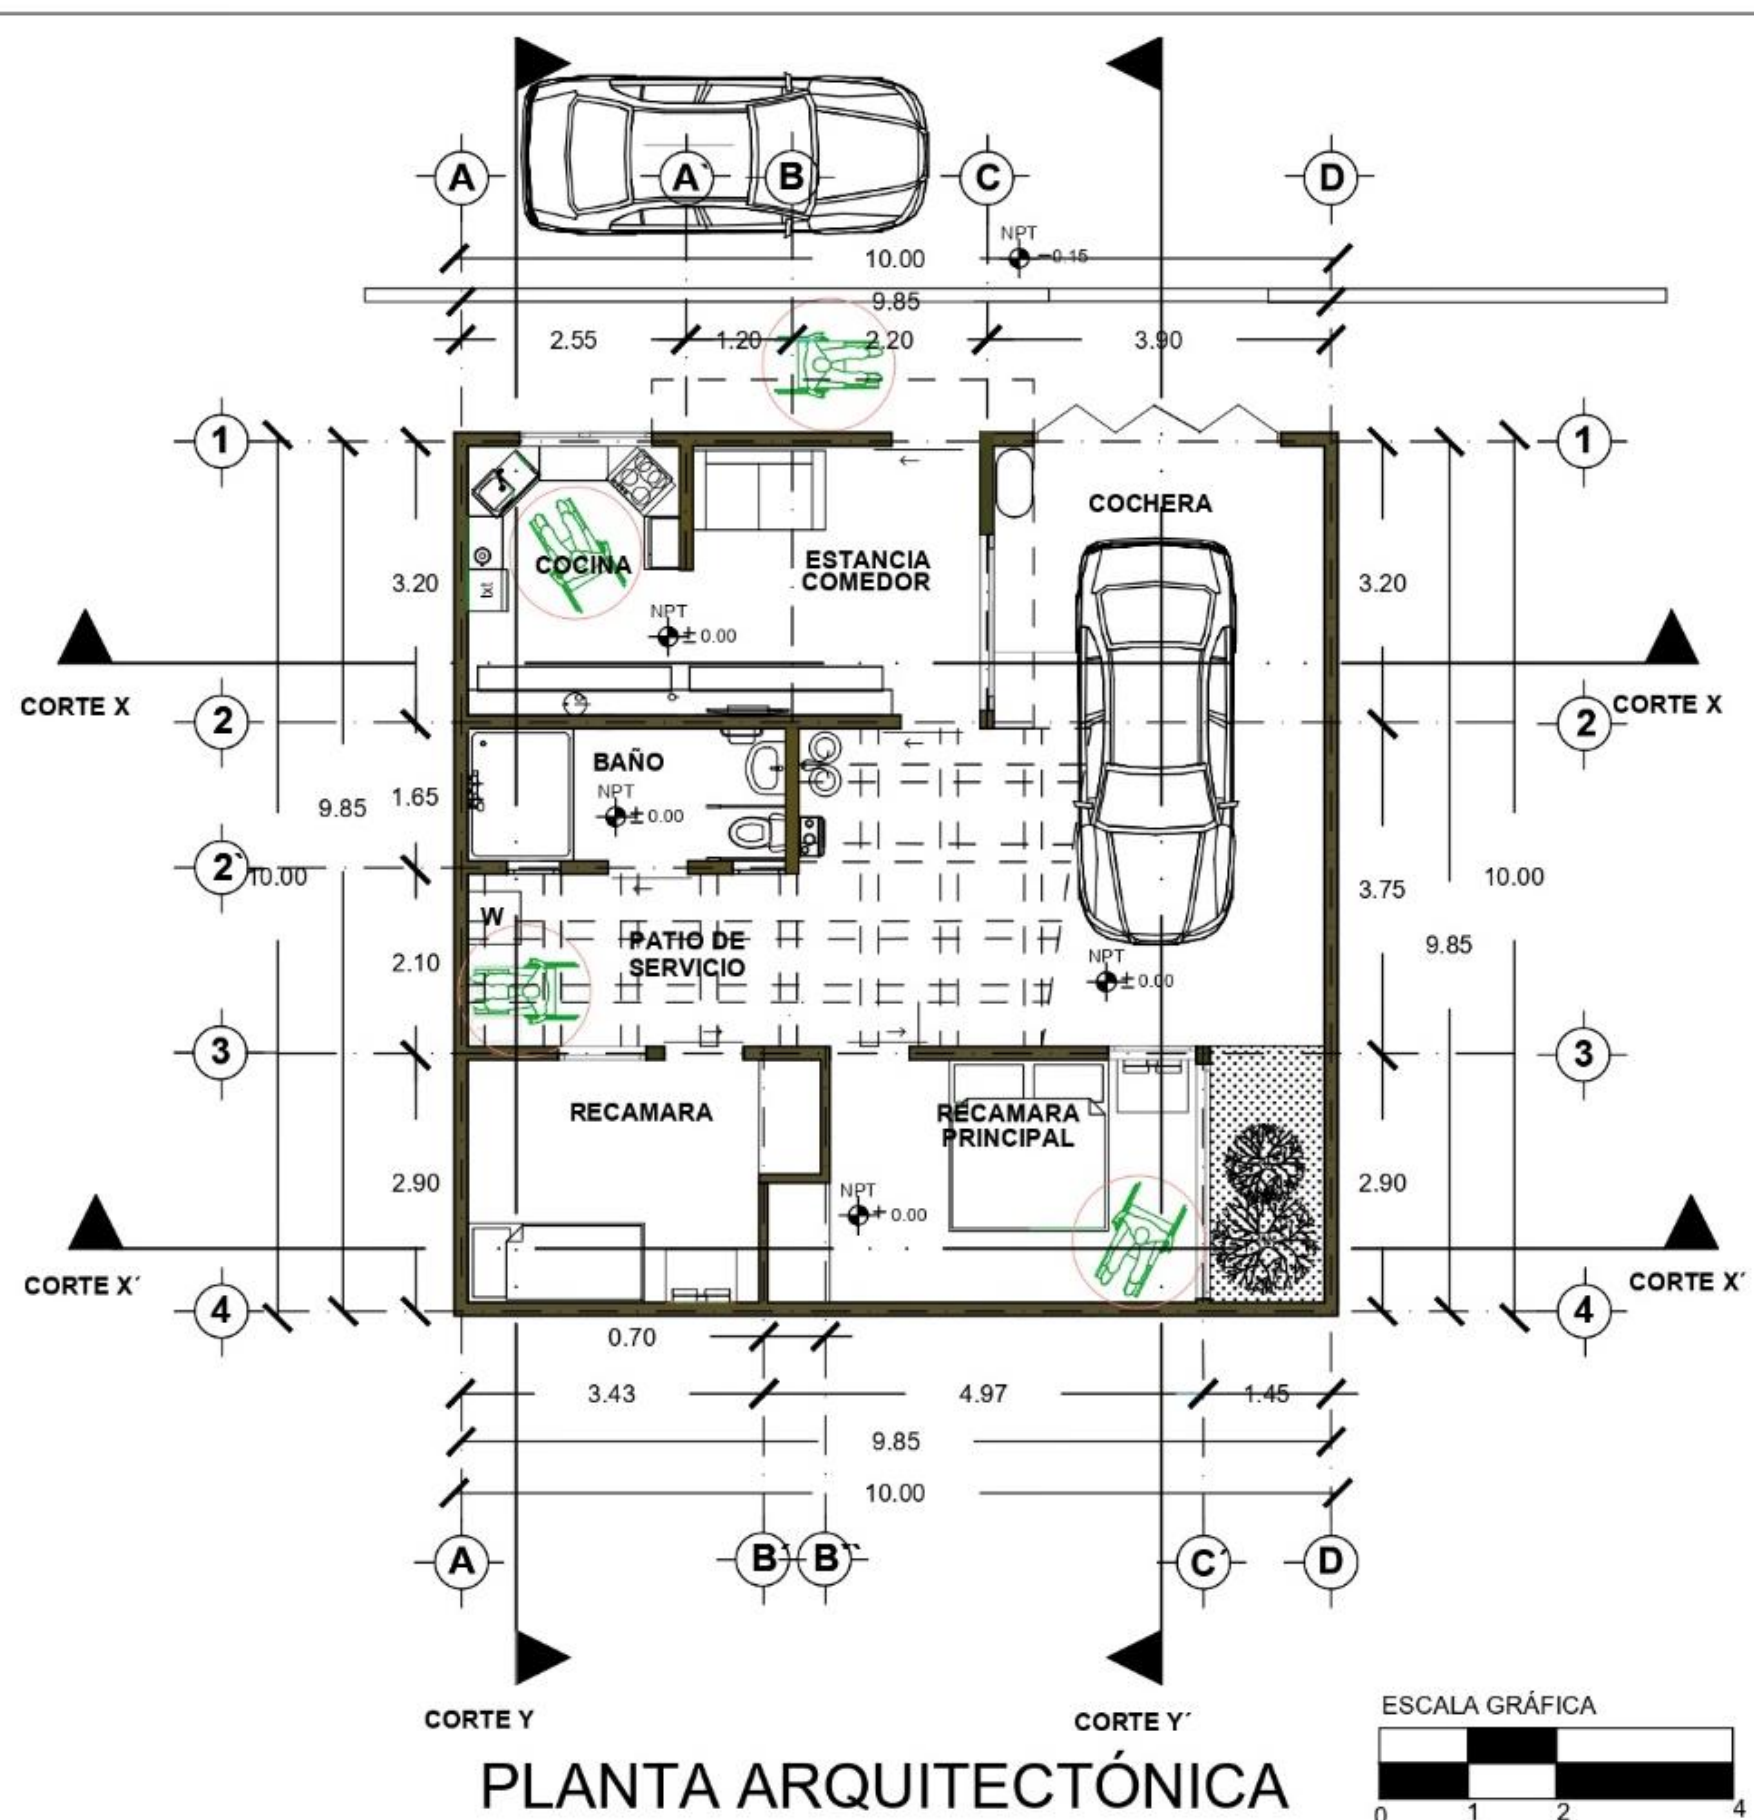 A
A´
B
C
D
NPT
-0.15
10.00
9.85
2.55
1.20
2.20
3.90
1
1
COCHERA
COCINA
ESTANCIA
COMEDOR
3.20
3.20
txt
NPT
± 0.00
CORTE X
CORTE X
2
2
BAÑO
NPT
± 0.00
9.85
1.65
2`
10.00
3.75
10.00
W
PATIO DE
SERVICIO
2.10
9.85
NPT
± 0.00
3
3
RECAMARA
RECAMARA
PRINCIPAL
2.90
2.90
NPT
+ 0.00
CORTE X´
CORTE X´
4
4
0.70
3.43
4.97
1.45
9.85
10.00
A
B´
B``
C´
D
CORTE Y
CORTE Y´
ESCALA GRÁFICA
PLANTA ARQUITECTÓNICA
0 1 2 4